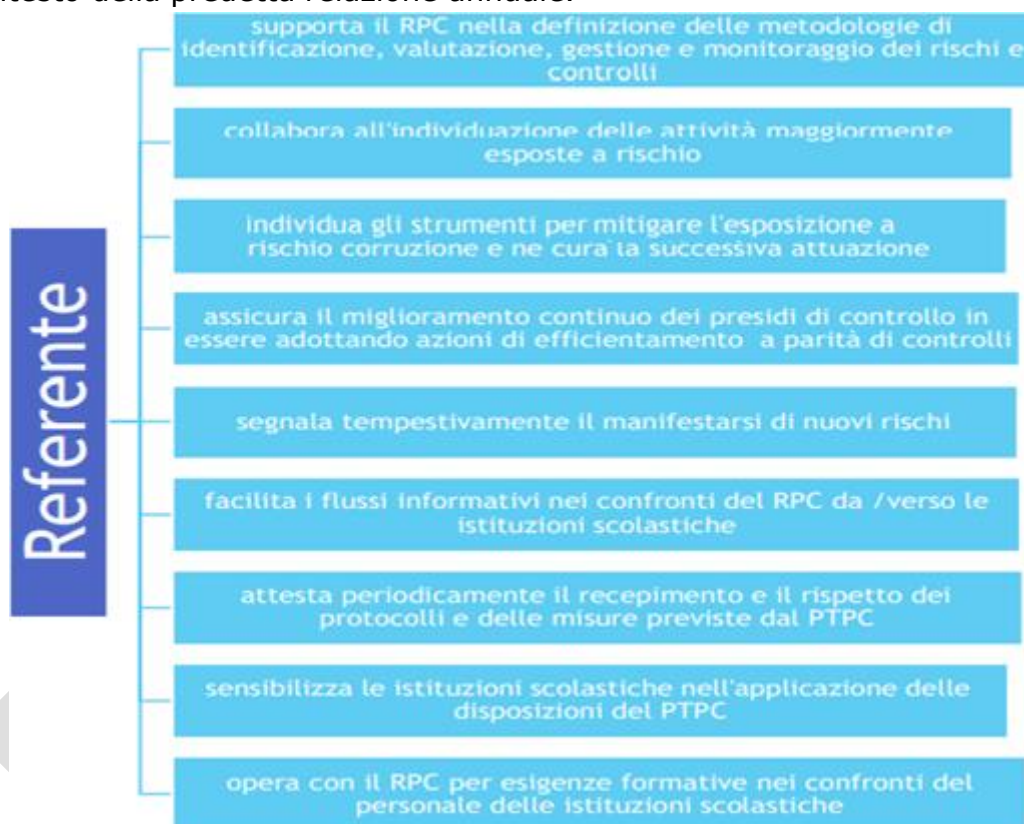 della predetta relazione annuale.
supporta il RPC nella definizione delle metodologie di
identificazione, valutazione, gestione e monitoraggio dei rischi e
controlli
collabora all'individuazione delle attività maggiormente
esposte a rischio
individua gli strumenti per mitigare l'esposizione a
rischio corruzione e ne cura la successiva attuazione
Referente
assicura il miglioramento continuo dei presidi di controllo in
essere adottando azioni di efficientamento a parità di controlli
segnala tempestivamente il manifestarsi di nuovi rischi
facilita i flussi informativi nei confronti del RPC da /verso le
istituzioni scolastiche
attesta periodicamente il recepimento e il rispetto dei
protocolli e delle misure previste dal PTPC
sensibilizza le istituzioni scolastiche nell'applicazione delle
disposizioni del PTPC
opera con il RPC per esigenze formative nei confronti del
personale delle istituzioni scolastiche